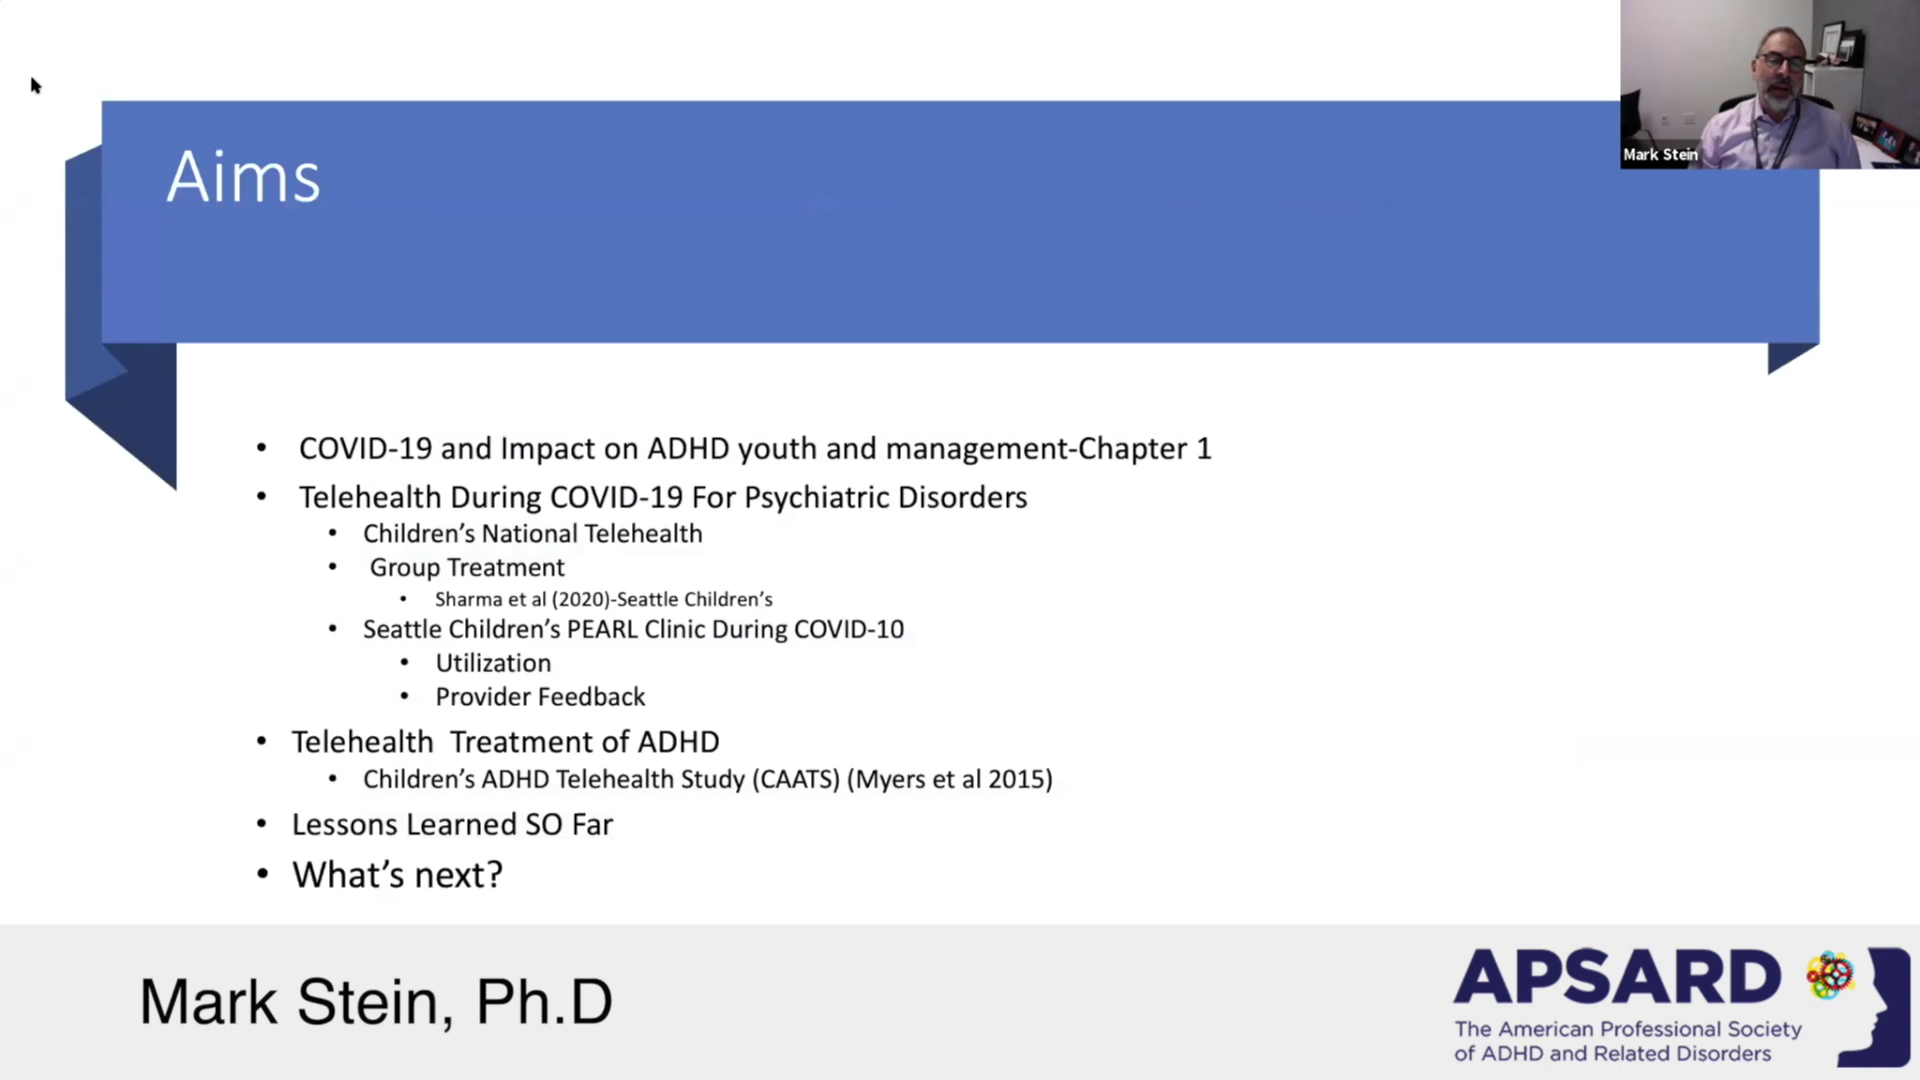 Mark Stein
Aims
• COVID-19 and Impact on ADHD youth and management-Chapter 1
• Telehealth During COVID-19 For Psychiatric Disorders
• Children's National Telehealth
• Group Treatment
• Sharma et al (2020)-Seattle Children's
• Seattle Children's PEARL Clinic During COVID-10
• Utilization
• Provider Feedback
• Telehealth Treatment of ADHD
• Children's ADHD Telehealth Study (CAATS) (Myers et al 2015)
• Lessons Learned SO Far
• What's next?
Mark Stein, Ph.D
APSARD
The American Professional Society
of ADHD and Related Disorders